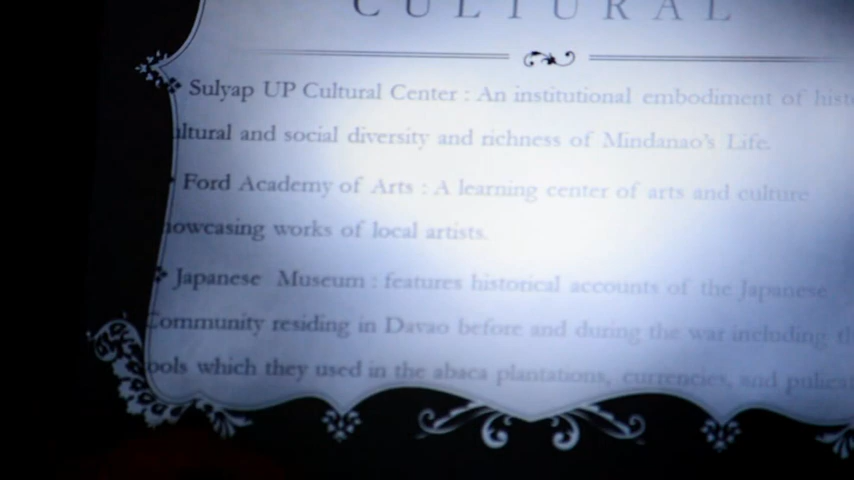 CULTURAL
Sulyap UP Cultural Center : An institutional embodiment of
and social diversity and richness of Mindanao's Life.
Ford Academy of Arts : A learning center of arts and culture
works of local artists.
Japanese Museum : features historical accounts of the Japanese
Community residing in Davao before and during the war including
which they used in the abaca plantations, currencies, and